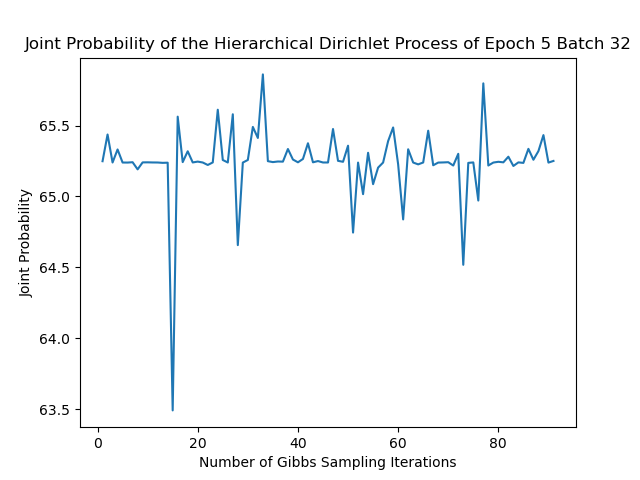 Joint Probability of the Hierarchical Dirichlet Process of Epoch 5 Batch 32
65.5
65.0
64.5
64.0
63.5
Joint Probability
0 20 40 60 80
Number of Gibbs Sampling Iterations